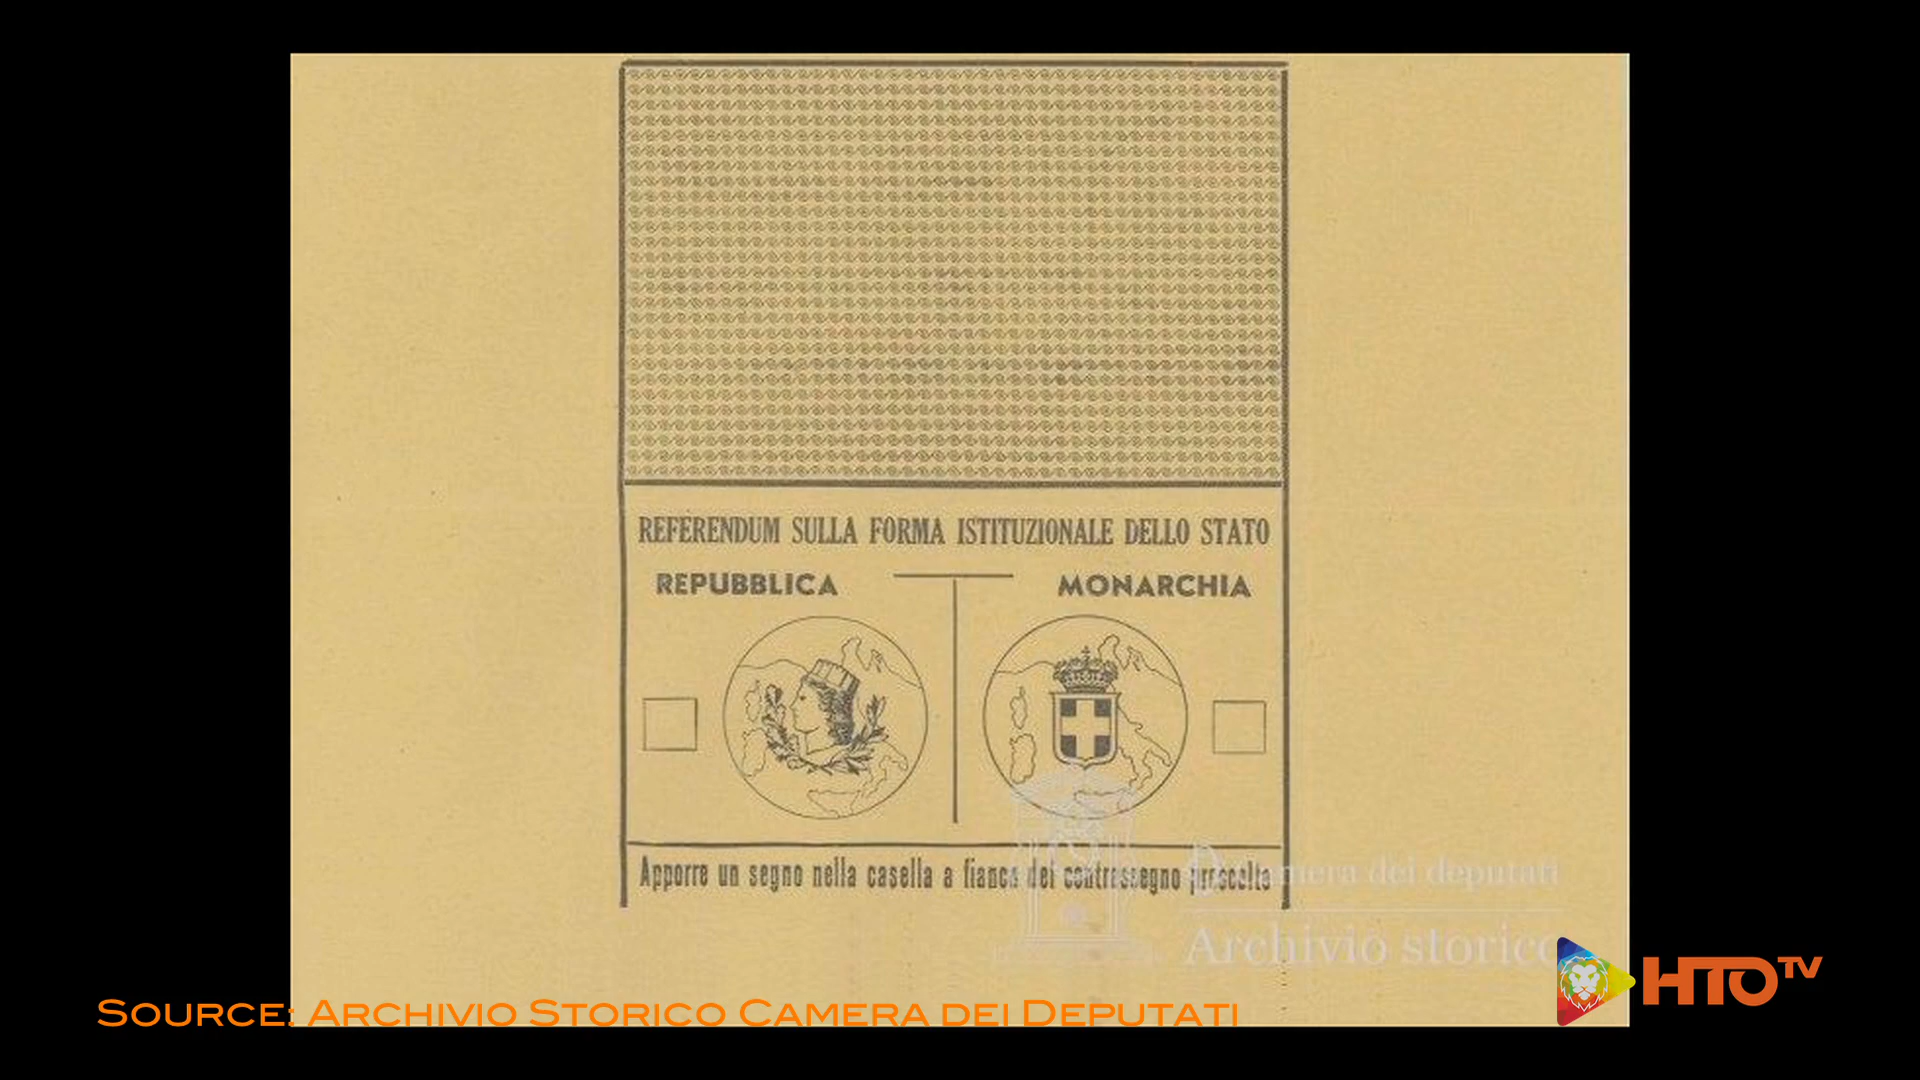 REFERENDUM SULLA FORMA ISTITUZIONALE DELLO STATO
REPUBBLICA
MONARCHIA
Apporre un segno nella casella a fianco del contrassegno prescelto
Camera dei deputati
Archivio storico
SOURCE: ARCHIVIO STORICO CAMERA DEI DEPUTATI
HTO TV